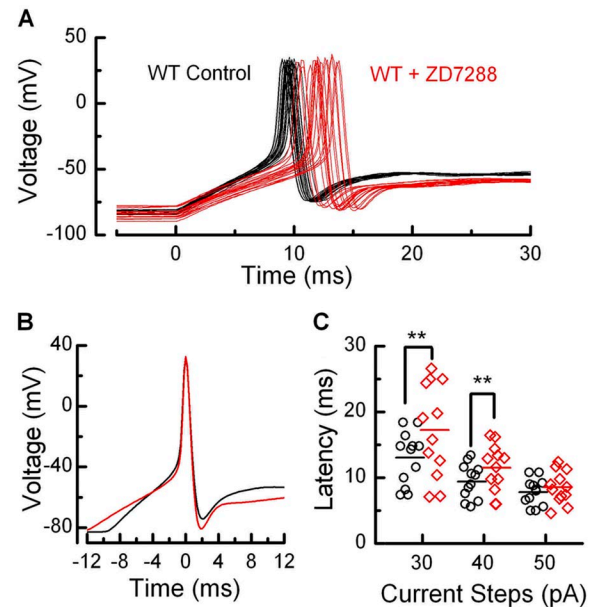 A
WT Control
WT + ZD7288
Voltage (mV)
50
0
-50
-100
0 10 20 30
Time (ms)
B
Voltage (mV)
40
0
-40
-80
-12 -8 -4 0 4 8 12
Time (ms)
C
Latency (ms)
30
20
10
0
** **
30 40 50
Current Steps (pA)